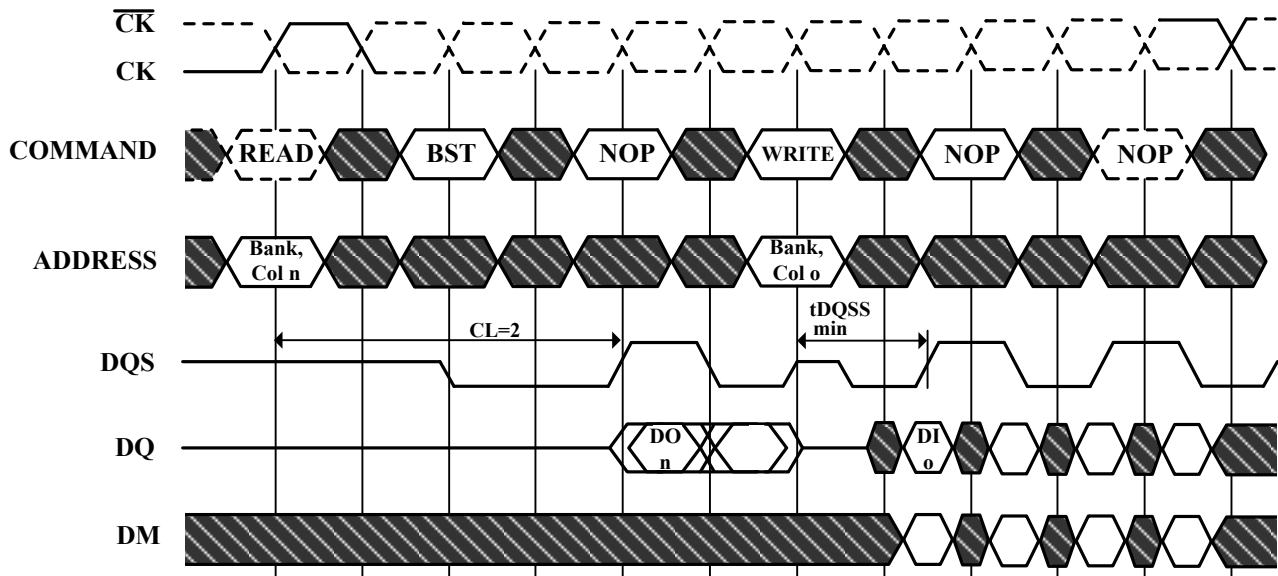 C̅K̅
CK
COMMAND
READ
BST
NOP
WRITE
NOP
NOP
ADDRESS
Bank,
Col n
Bank,
Col o
CL=2
tDQSS
min
DQS
DQ
DO
n
DI
o
DM